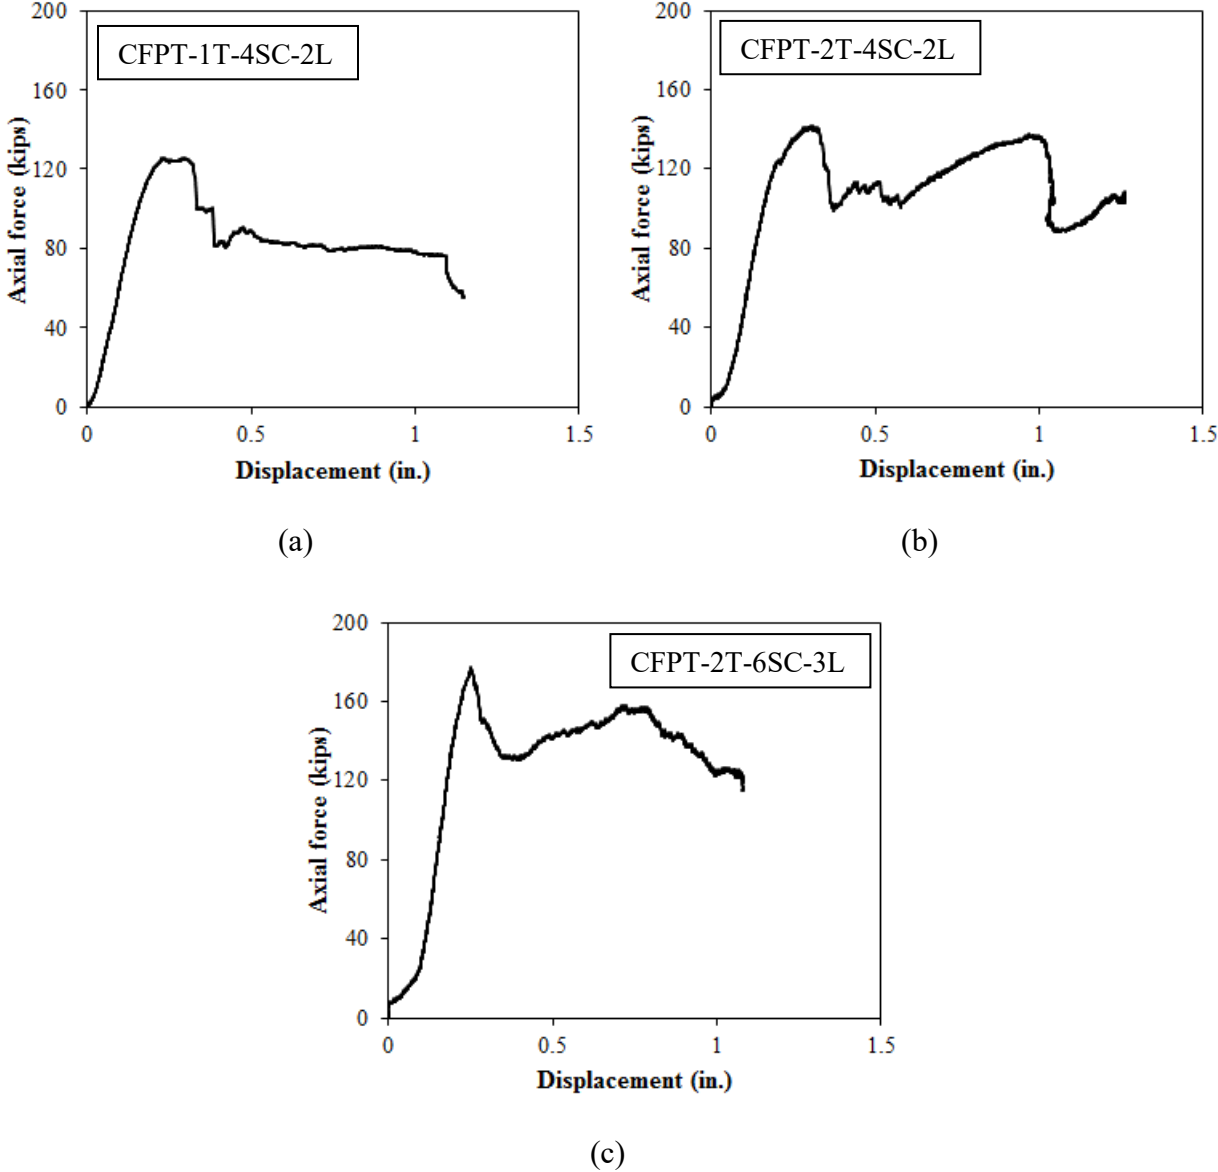 CFPT-1T-4SC-2L
Axial force (kips)
200
160
120
80
40
0
0 0.5 1 1.5
Displacement (in.)
(a)
CFPT-2T-4SC-2L
Axial force (kips)
200
160
120
80
40
0
0 0.5 1 1.5
Displacement (in.)
(b)
CFPT-2T-6SC-3L
Axial force (kips)
200
160
120
80
40
0
0 0.5 1 1.5
Displacement (in.)
(c)